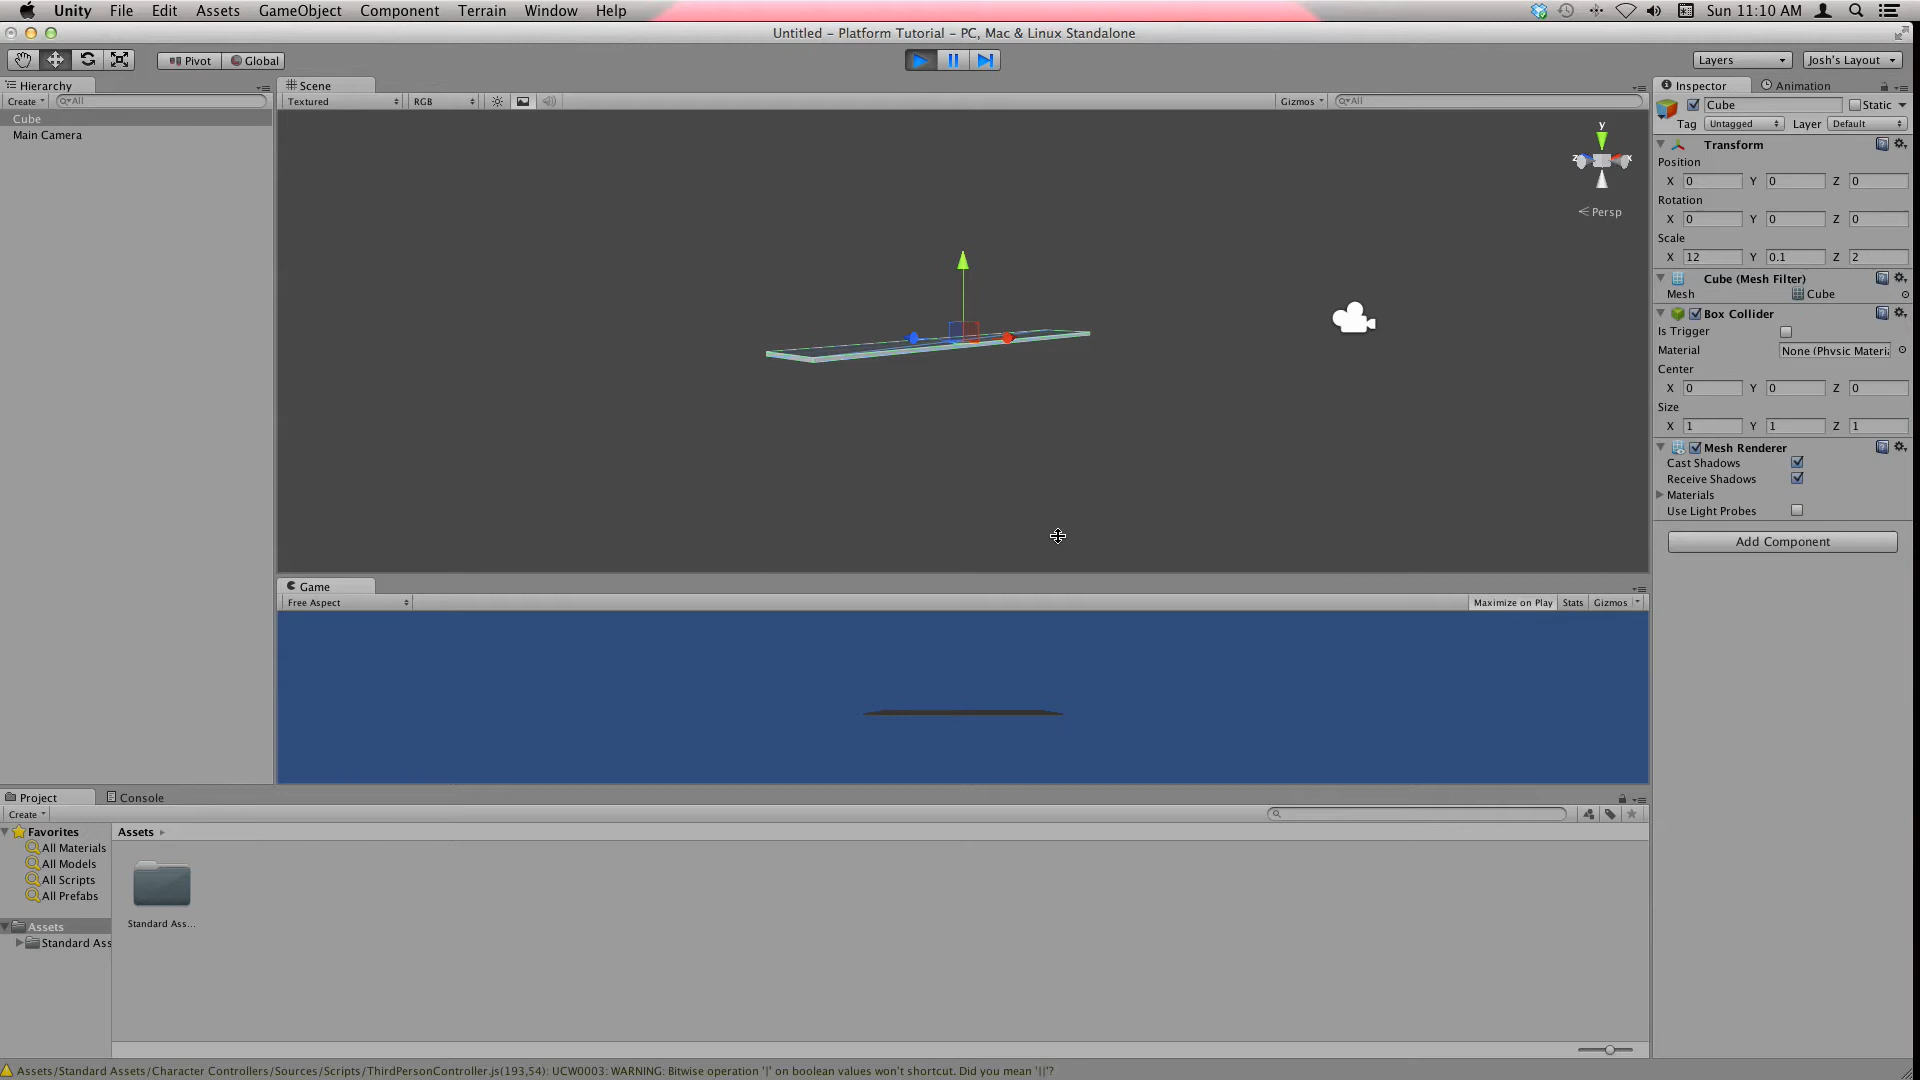 Unity File Edit Assets GameObject Component Terrain Window Help Sun 11:10 AM
Untitled - Platform Tutorial - PC, Mac & Linux Standalone
Pivot Global Layers Josh's Layout
Hierarchy Scene Inspector Animation
Create All Textured RGB Gizmos All Cube Static
Cube
Main Camera
y
z x
Persp
Tag Untagged Layer Default
Transform
Position
X 0 Y 0 Z 0
Rotation
X 0 Y 0 Z 0
Scale
X 12 Y 0.1 Z 2
Cube (Mesh Filter)
Mesh Cube
Box Collider
Is Trigger
Material None (Physic Materia
Center
X 0 Y 0 Z 0
Size
X 1 Y 1 Z 1
Mesh Renderer
Cast Shadows
Receive Shadows
Materials
Use Light Probes
Add Component
Game
Free Aspect Maximize on Play Stats Gizmos
Project Console
Create
Favorites Assets
All Materials
All Models
All Scripts
All Prefabs
Assets
Standard Ass
Standard Ass...
Assets/Standard Assets/Character Controllers/Sources/Scripts/ThirdPersonController.js(193,54): UCW0003: WARNING: Bitwise operation '|' on boolean values won't shortcut. Did you mean '||'?